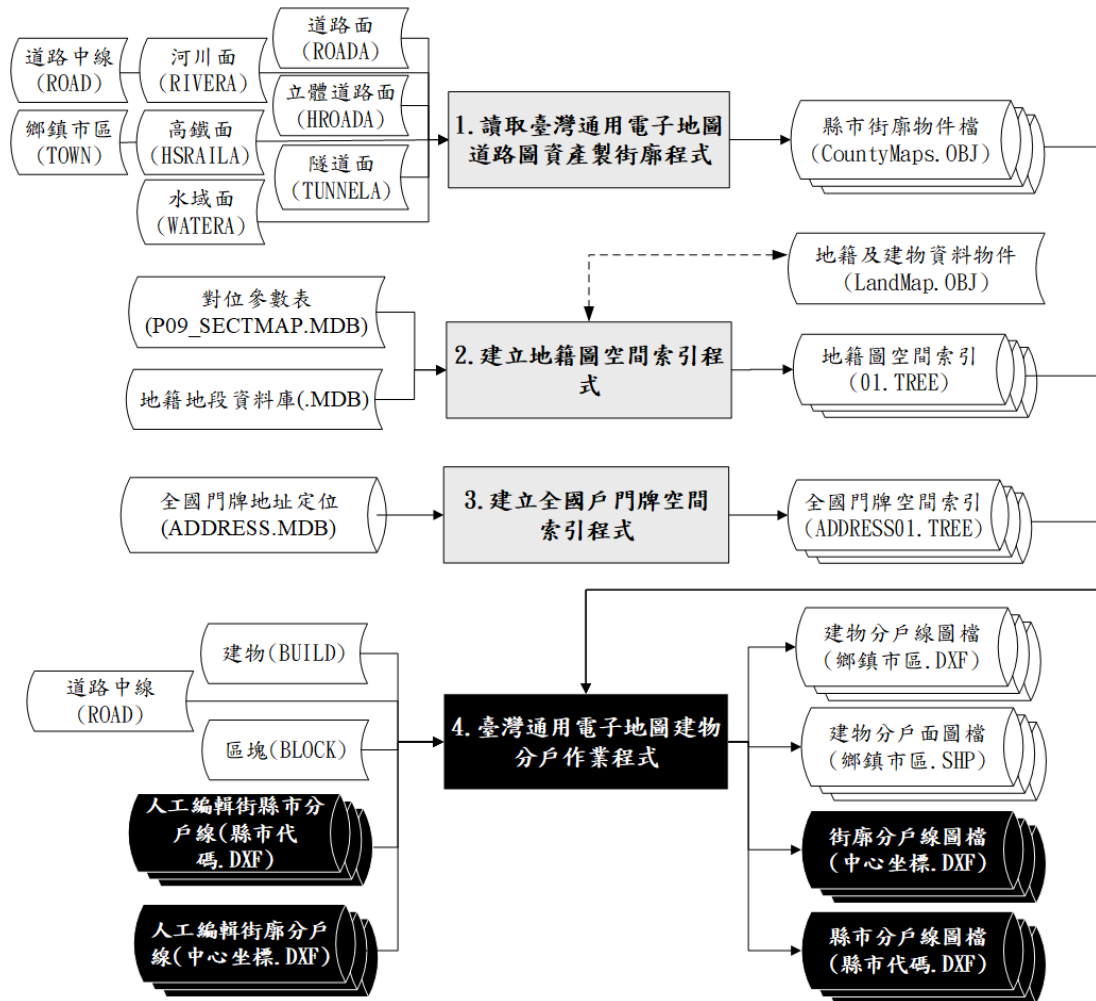 道路中線
(ROAD)
河川面
(RIVERA)
道路面
(ROADA)
立體道路面
(HROADA)
鄉鎮市區
(TOWN)
高鐵面
(HSRAILA)
隧道面
(TUNNELA)
水域面
(WATERA)
1.讀取臺灣通用電子地圖
道路圖資產製街廓程式
縣市街廓物件檔
(CountyMaps.OBJ)
地籍及建物資料物件
(LandMap.OBJ)
對位參數表
(P09_SECTMAP.MDB)
地籍地段資料庫(.MDB)
2.建立地籍圖空間索引程
式
地籍圖空間索引
(01.TREE)
全國門牌地址定位
(ADDRESS.MDB)
3.建立全國戶門牌空間
索引程式
全國門牌空間索引
(ADDRESS01.TREE)
建物(BUILD)
道路中線
(ROAD)
區塊(BLOCK)
人工編輯街縣市分
戶線(縣市代
碼.DXF)
人工編輯街廓分戶
線(中心坐標.DXF)
4.臺灣通用電子地圖建物
分戶作業程式
建物分戶線圖檔
(鄉鎮市區.DXF)
建物分戶面圖檔
(鄉鎮市區.SHP)
街廓分戶線圖檔
(中心坐標.DXF)
縣市分戶線圖檔
(縣市代碼.DXF)